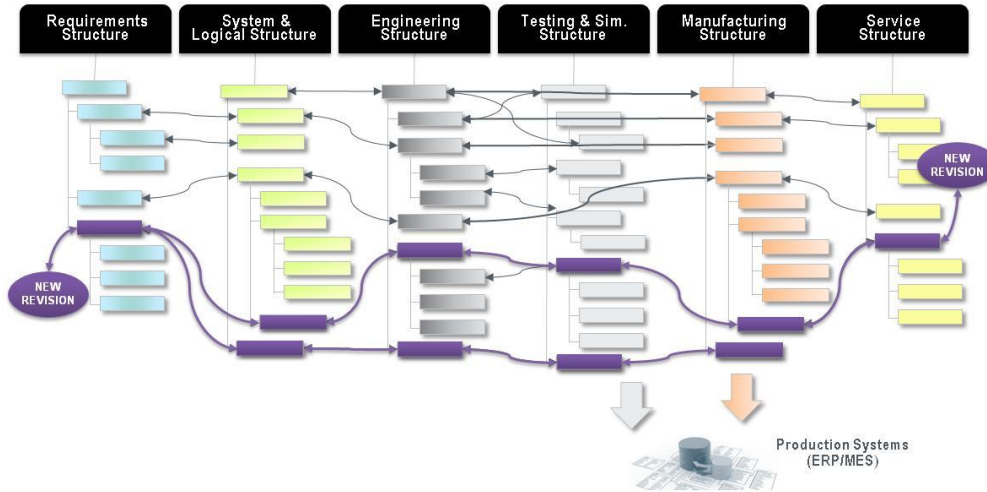 Requirements
Structure
System &
Logical Structure
Engineering
Structure
Testing & Sim.
Structure
Manufacturing
Structure
Service
Structure
NEW
REVISION
NEW
REVISION
Production Systems
(ERP/MES)